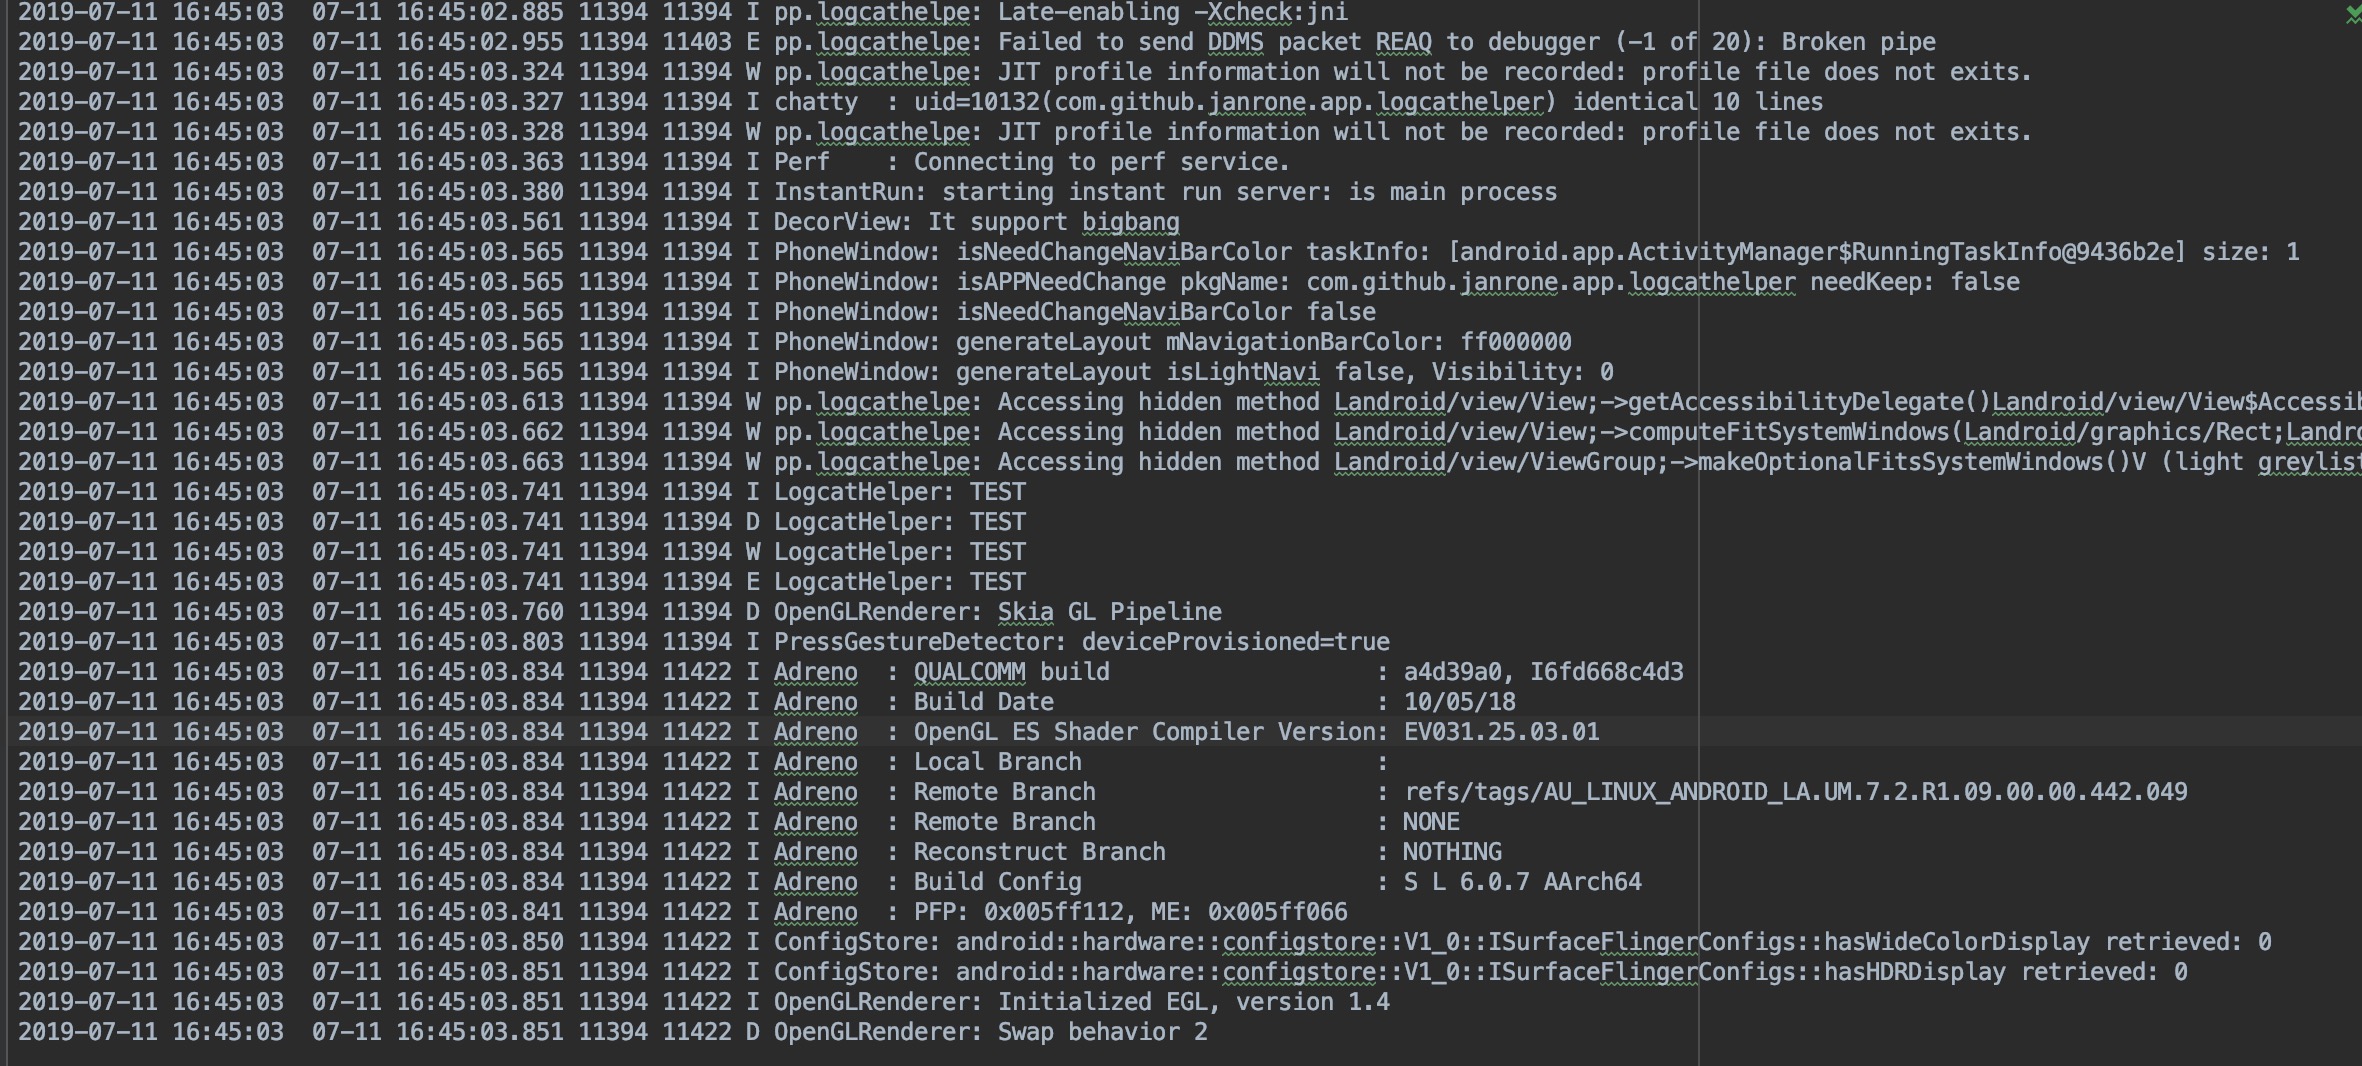 2019-07-11 16:45:03  07-11 16:45:02.885 11394 11394 I pp.logcathelpe: Late-enabling -Xcheck:jni
2019-07-11 16:45:03  07-11 16:45:02.955 11394 11403 E pp.logcathelpe: Failed to send DDMS packet REAQ to debugger (-1 of 20): Broken pipe
2019-07-11 16:45:03  07-11 16:45:03.324 11394 11394 W pp.logcathelpe: JIT profile information will not be recorded: profile file does not exits.
2019-07-11 16:45:03  07-11 16:45:03.327 11394 11394 I chatty  : uid=10132(com.github.janrone.app.logcathelper) identical 10 lines
2019-07-11 16:45:03  07-11 16:45:03.328 11394 11394 W pp.logcathelpe: JIT profile information will not be recorded: profile file does not exits.
2019-07-11 16:45:03  07-11 16:45:03.363 11394 11394 I Perf    : Connecting to perf service.
2019-07-11 16:45:03  07-11 16:45:03.380 11394 11394 I InstantRun: starting instant run server: is main process
2019-07-11 16:45:03  07-11 16:45:03.561 11394 11394 I DecorView: It support bigbang
2019-07-11 16:45:03  07-11 16:45:03.565 11394 11394 I PhoneWindow: isNeedChangeNaviBarColor taskInfo: [android.app.ActivityManager$RunningTaskInfo@9436b2e] size: 1
2019-07-11 16:45:03  07-11 16:45:03.565 11394 11394 I PhoneWindow: isAPPNeedChange pkgName: com.github.janrone.app.logcathelper needKeep: false
2019-07-11 16:45:03  07-11 16:45:03.565 11394 11394 I PhoneWindow: isNeedChangeNaviBarColor false
2019-07-11 16:45:03  07-11 16:45:03.565 11394 11394 I PhoneWindow: generateLayout mNavigationBarColor: ff000000
2019-07-11 16:45:03  07-11 16:45:03.565 11394 11394 I PhoneWindow: generateLayout isLightNavi false, Visibility: 0
2019-07-11 16:45:03  07-11 16:45:03.613 11394 11394 W pp.logcathelpe: Accessing hidden method Landroid/view/View;->getAccessibilityDelegate()Landroid/view/View$Accessib
2019-07-11 16:45:03  07-11 16:45:03.662 11394 11394 W pp.logcathelpe: Accessing hidden method Landroid/view/View;->computeFitSystemWindows(Landroid/graphics/Rect;Landro
2019-07-11 16:45:03  07-11 16:45:03.663 11394 11394 W pp.logcathelpe: Accessing hidden method Landroid/view/ViewGroup;->makeOptionalFitsSystemWindows()V (light greylist
2019-07-11 16:45:03  07-11 16:45:03.741 11394 11394 I LogcatHelper: TEST
2019-07-11 16:45:03  07-11 16:45:03.741 11394 11394 D LogcatHelper: TEST
2019-07-11 16:45:03  07-11 16:45:03.741 11394 11394 W LogcatHelper: TEST
2019-07-11 16:45:03  07-11 16:45:03.741 11394 11394 E LogcatHelper: TEST
2019-07-11 16:45:03  07-11 16:45:03.760 11394 11394 D OpenGLRenderer: Skia GL Pipeline
2019-07-11 16:45:03  07-11 16:45:03.803 11394 11394 I PressGestureDetector: deviceProvisioned=true
2019-07-11 16:45:03  07-11 16:45:03.834 11394 11422 I Adreno  : QUALCOMM build                   : a4d39a0, I6fd668c4d3
2019-07-11 16:45:03  07-11 16:45:03.834 11394 11422 I Adreno  : Build Date                       : 10/05/18
2019-07-11 16:45:03  07-11 16:45:03.834 11394 11422 I Adreno  : OpenGL ES Shader Compiler Version: EV031.25.03.01
2019-07-11 16:45:03  07-11 16:45:03.834 11394 11422 I Adreno  : Local Branch                     :
2019-07-11 16:45:03  07-11 16:45:03.834 11394 11422 I Adreno  : Remote Branch                    : refs/tags/AU_LINUX_ANDROID_LA.UM.7.2.R1.09.00.00.442.049
2019-07-11 16:45:03  07-11 16:45:03.834 11394 11422 I Adreno  : Remote Branch                    : NONE
2019-07-11 16:45:03  07-11 16:45:03.834 11394 11422 I Adreno  : Reconstruct Branch               : NOTHING
2019-07-11 16:45:03  07-11 16:45:03.834 11394 11422 I Adreno  : Build Config                     : S L 6.0.7 AArch64
2019-07-11 16:45:03  07-11 16:45:03.841 11394 11422 I Adreno  : PFP: 0x005ff112, ME: 0x005ff066
2019-07-11 16:45:03  07-11 16:45:03.850 11394 11422 I ConfigStore: android::hardware::configstore::V1_0::ISurfaceFlingerConfigs::hasWideColorDisplay retrieved: 0
2019-07-11 16:45:03  07-11 16:45:03.851 11394 11422 I ConfigStore: android::hardware::configstore::V1_0::ISurfaceFlingerConfigs::hasHDRDisplay retrieved: 0
2019-07-11 16:45:03  07-11 16:45:03.851 11394 11422 I OpenGLRenderer: Initialized EGL, version 1.4
2019-07-11 16:45:03  07-11 16:45:03.851 11394 11422 D OpenGLRenderer: Swap behavior 2